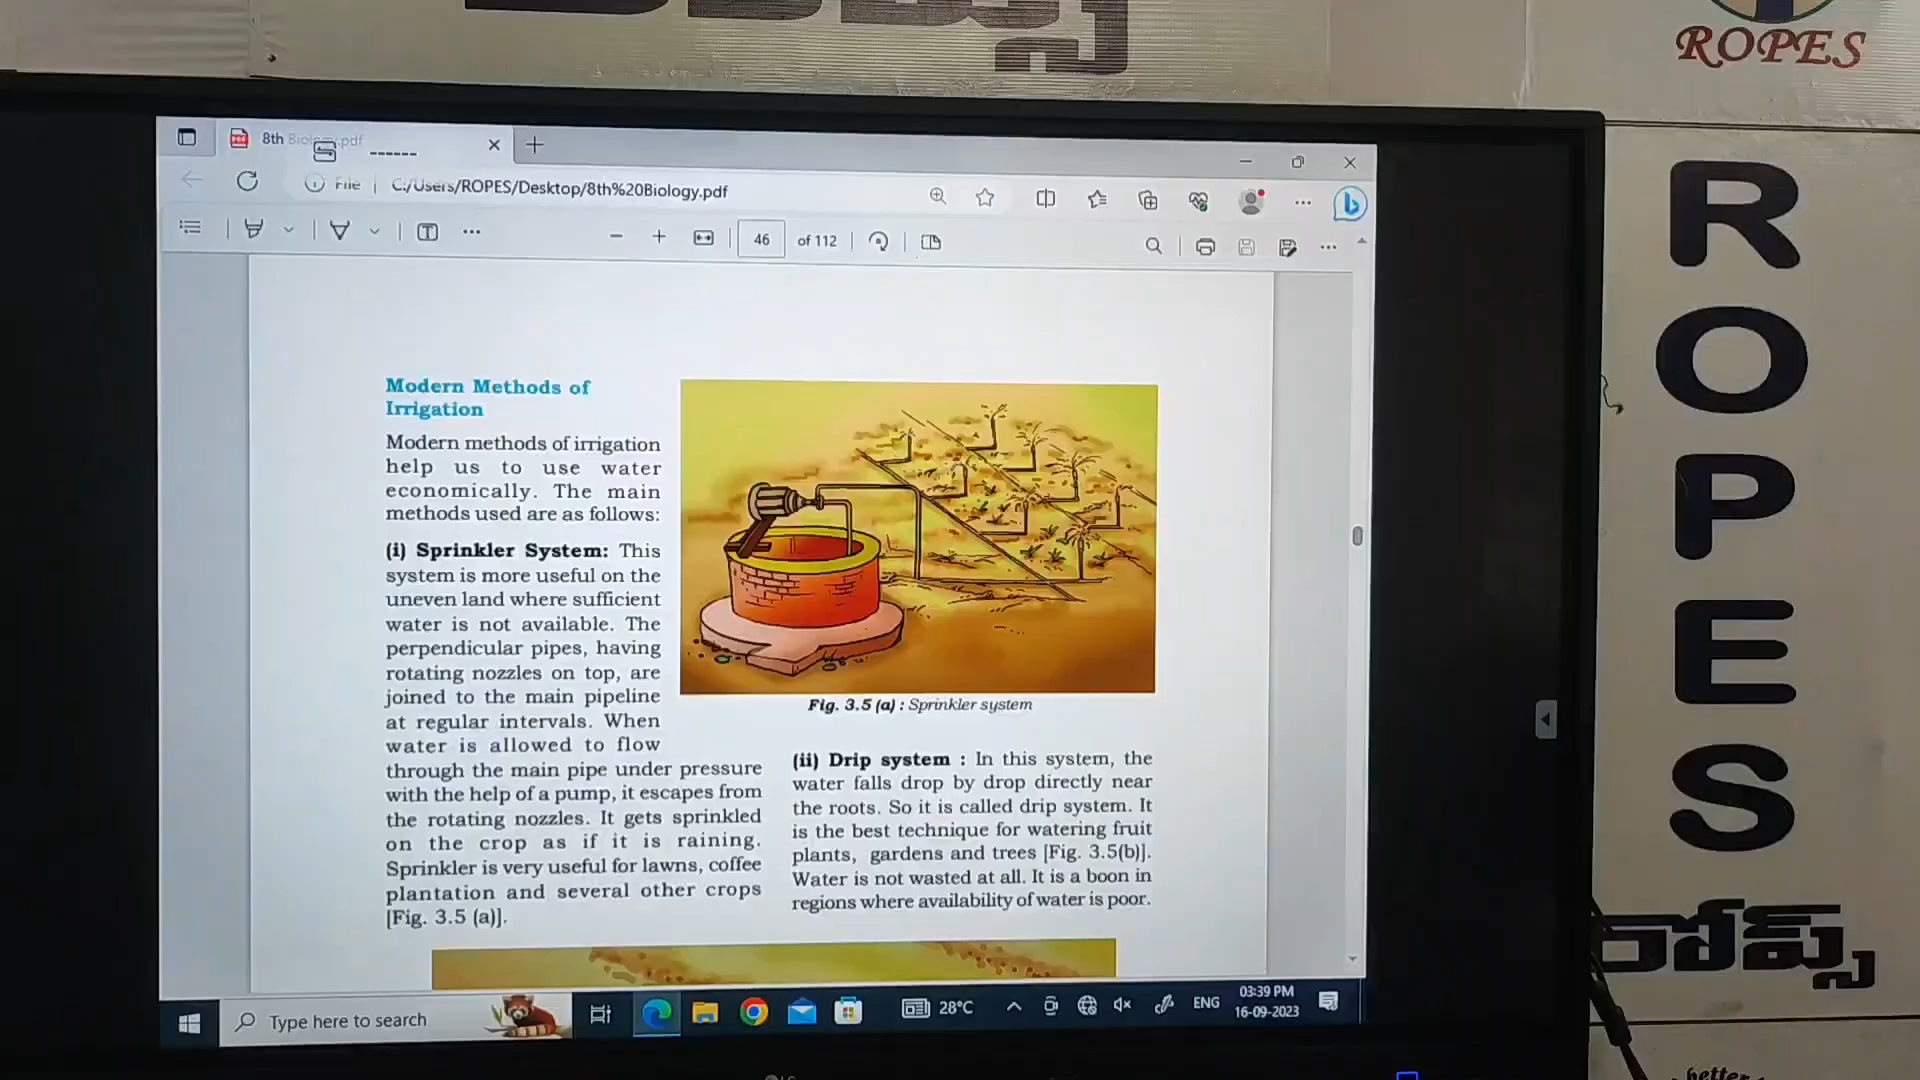 ROPES
8th Biology.pdf
File
C:/Users/ROPES/Desktop/8th%20Biology.pdf
46 of 112
Modern Methods of
Irrigation
Modern methods of irrigation
help us to use water
economically. The main
methods used are as follows:
(i) Sprinkler System: This
system is more useful on the
uneven land where sufficient
water is not available. The
perpendicular pipes, having
rotating nozzles on top, are
joined to the main pipeline
at regular intervals. When
water is allowed to flow
through the main pipe under pressure
with the help of a pump, it escapes from
the rotating nozzles. It gets sprinkled
on the crop as if it is raining.
Sprinkler is very useful for lawns, coffee
plantation and several other crops
[Fig. 3.5 (a)].
Fig. 3.5 (a) : Sprinkler system
(ii) Drip system : In this system, the
water falls drop by drop directly near
the roots. So it is called drip system. It
is the best technique for watering fruit
plants, gardens and trees [Fig. 3.5(b)].
Water is not wasted at all. It is a boon in
regions where availability of water is poor.
Type here to search
28°C
ENG
03:39 PM
16-09-2023
ROPES
రోప్స్
better